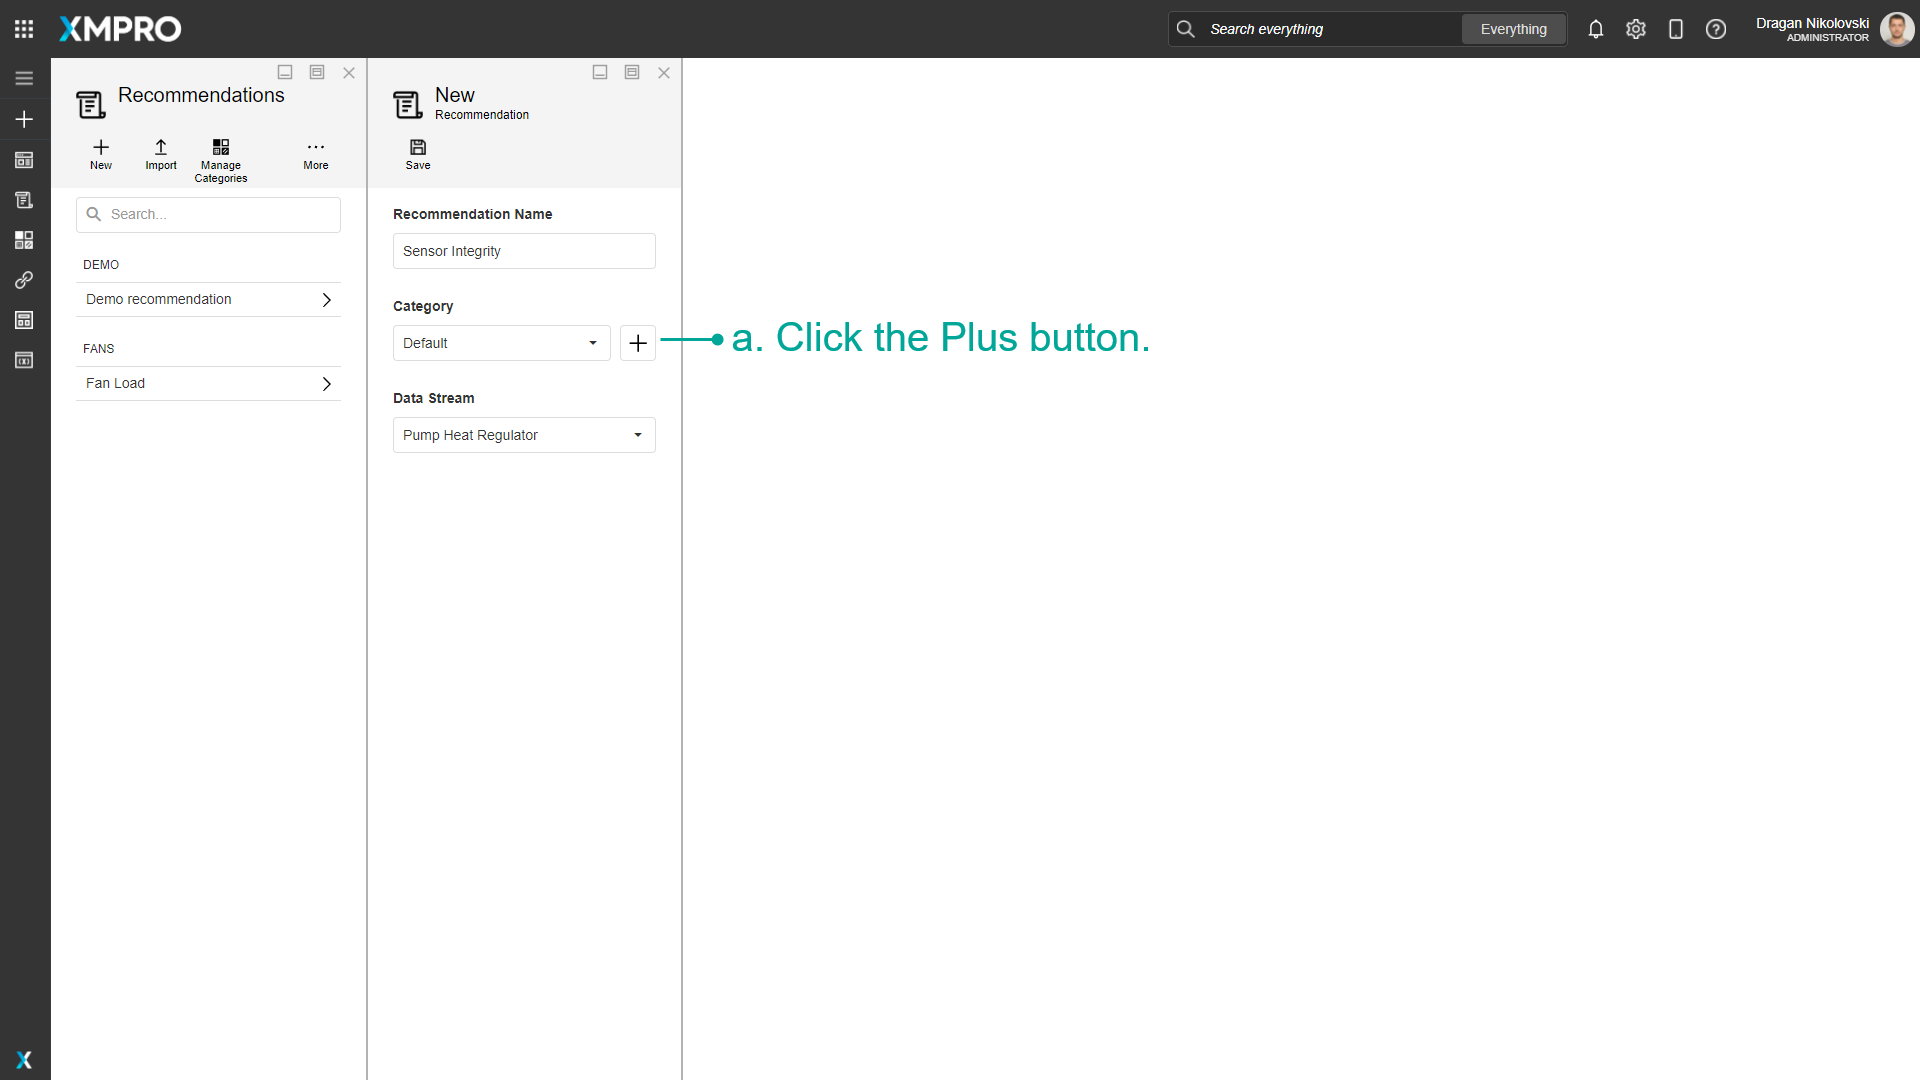 XMPRO
Search everything
Everything
Dragan Nikolovski
ADMINISTRATOR
Recommendations
New
Import
Manage
Categories
More
Search...
DEMO
Demo recommendation
FANS
Fan Load
New
Recommendation
Save
Recommendation Name
Sensor Integrity
Category
Default
a. Click the Plus button.
Data Stream
Pump Heat Regulator